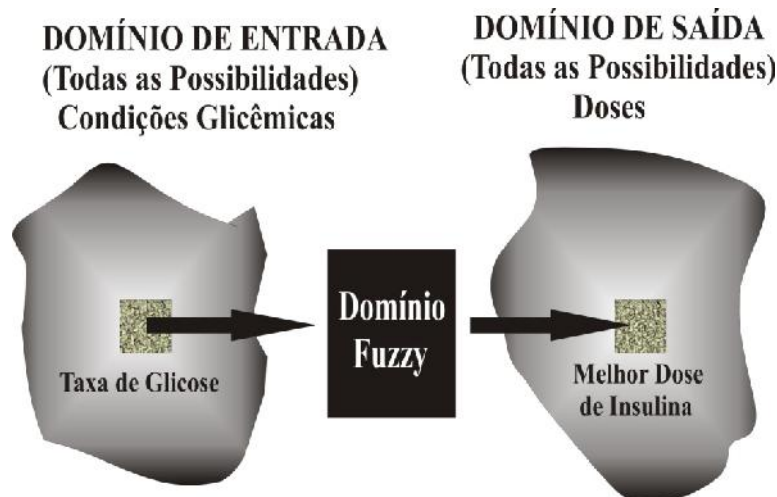 DOMÍNIO DE ENTRADA
(Todas as Possibilidades)
Condições Glicêmicas
DOMÍNIO DE SAÍDA
(Todas as Possibilidades)
Doses
Taxa de Glicose
Domínio
Fuzzy
Melhor Dose
de Insulina